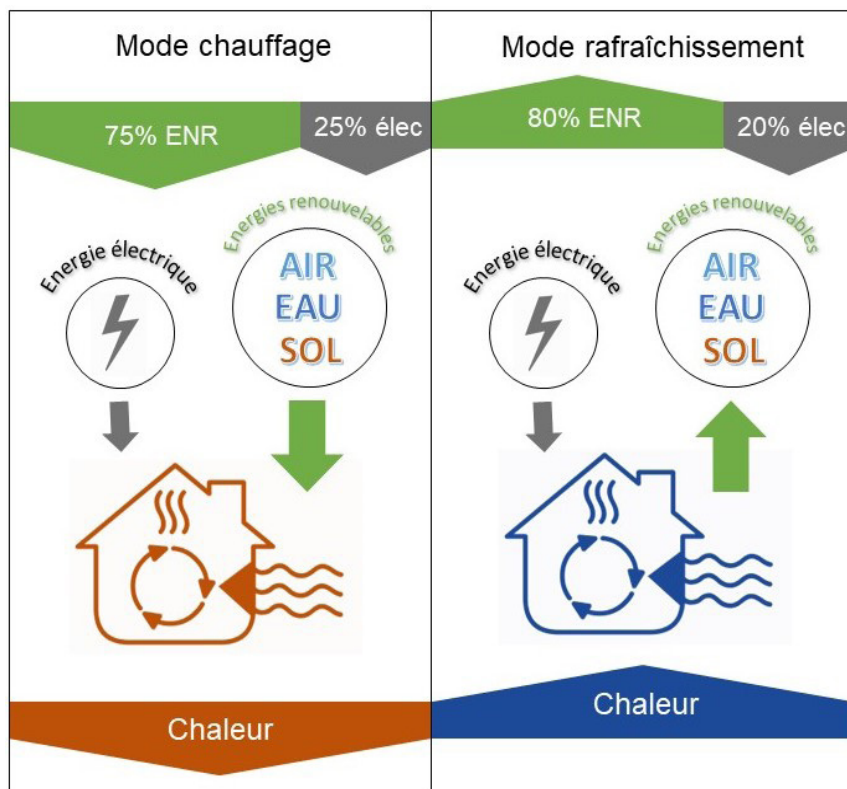 Mode chauffage
75% ENR
25% élec
Energie électrique
Energies renouvelables
AIR
EAU
SOL
Chaleur
Mode rafraîchissement
80% ENR
20% élec
Energie électrique
Energies renouvelables
AIR
EAU
SOL
Chaleur